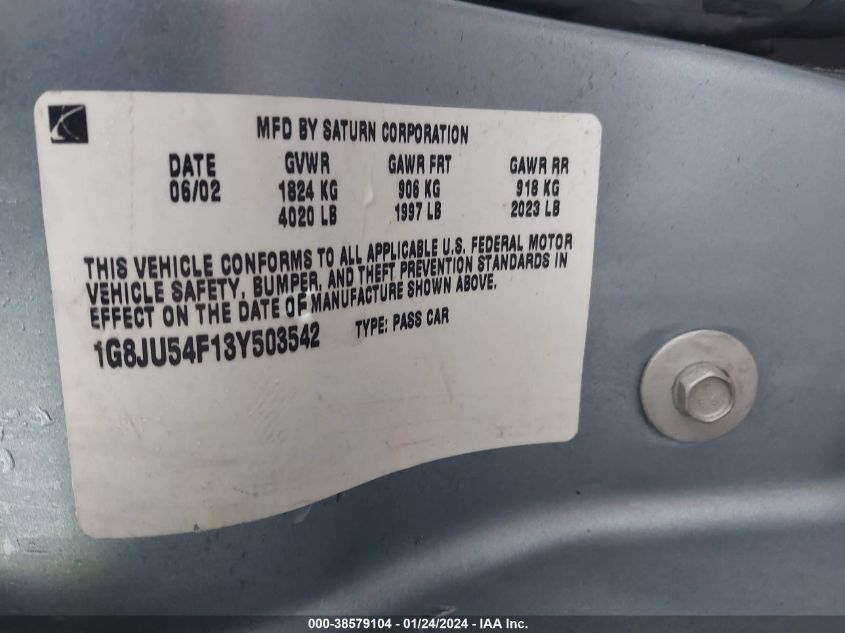 MFD BY SATURN CORPORATION
DATE GVWR GAWR FRT GAWR RR
06/02 1824 KG 906 KG 918 KG
4020 LB 1997 LB 2023 LB
THIS VEHICLE CONFORMS TO ALL APPLICABLE U.S. FEDERAL MOTOR
VEHICLE SAFETY, BUMPER, AND THEFT PREVENTION STANDARDS IN
EFFECT ON THE DATE OF MANUFACTURE SHOWN ABOVE.
1G8JU54F13Y503542 TYPE: PASS CAR
000-38579104 - 01/24/2024 - IAA Inc.